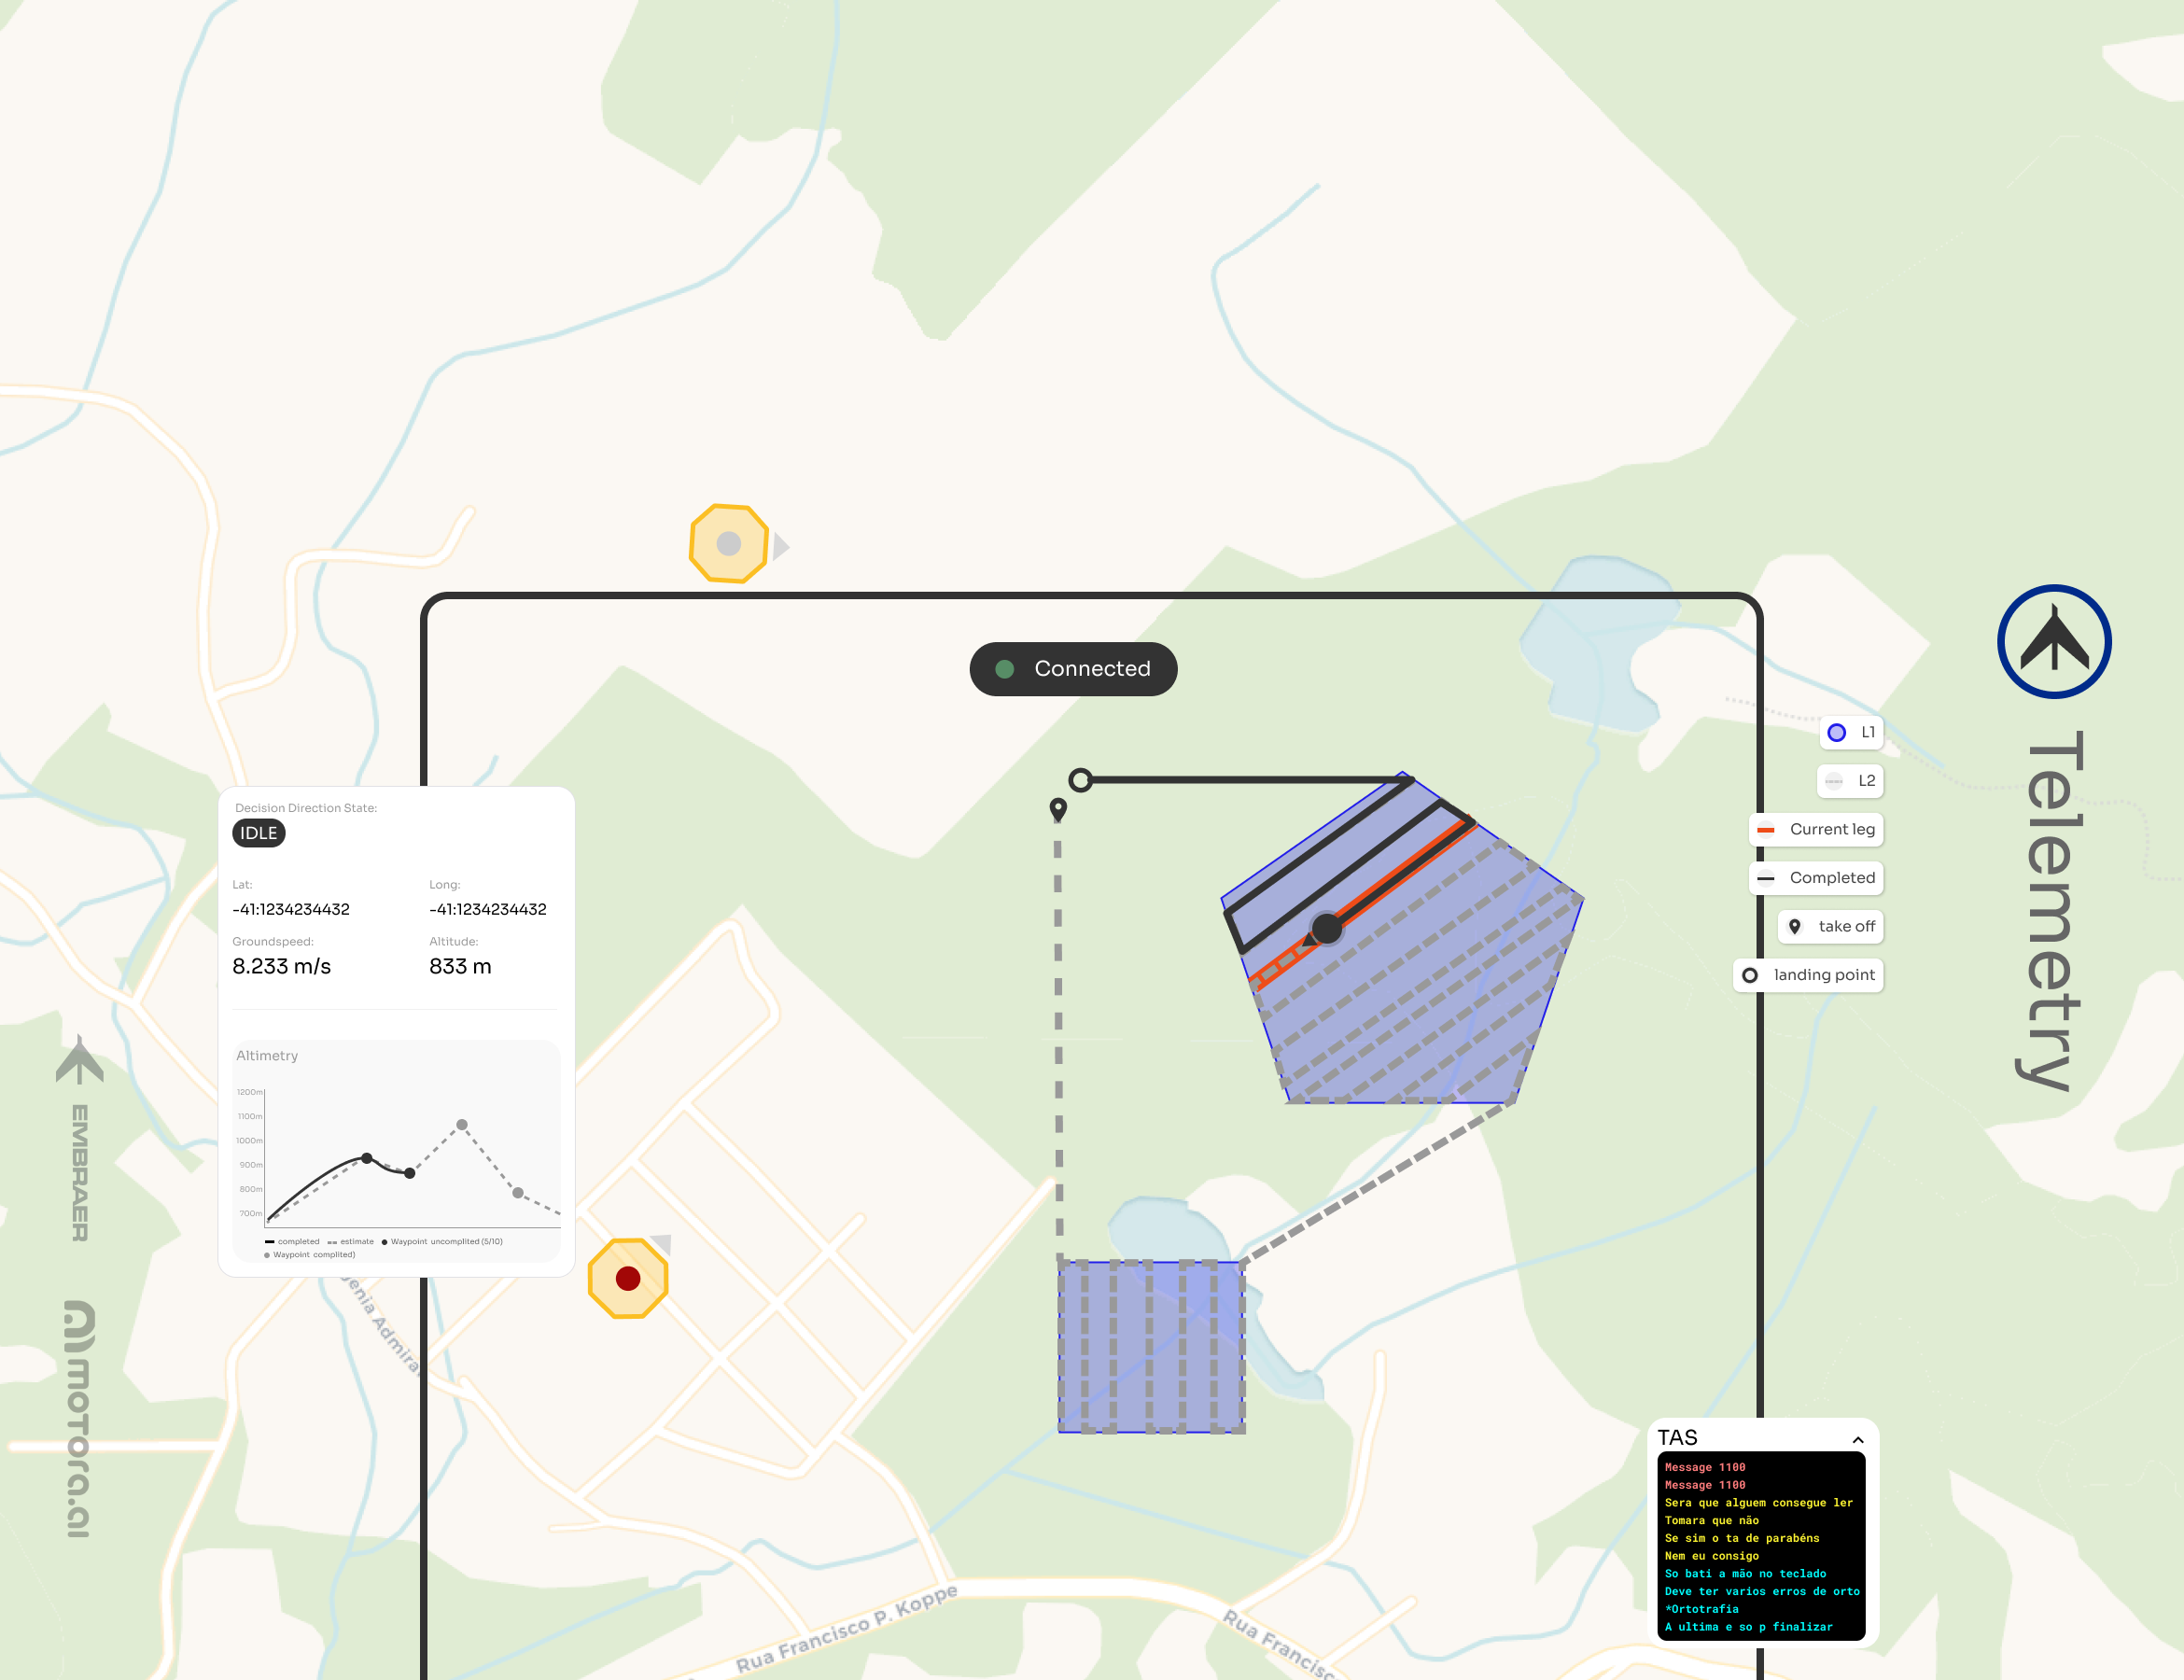 Connected
Decision Direction State:
IDLE
Lat:
Long:
-41:1234234432
-41:1234234432
Groundspeed:
Altitude:
8.233 m/s
833 m
Altimetry
1200m
1100m
1000m
900m
800m
700m
completed
estimate
Waypoint uncomplited (5/10)
Waypoint complited)
L1
L2
Current leg
Completed
take off
landing point
Telemetry
EMBRAER
motora.ai
genia Admiral
Rua Francisco P. Koppe
Rua Francisc
TAS
Message 1100
Message 1100
Sera que alguem consegue ler
Tomara que não
Se sim o ta de parabéns
Nem eu consigo
So bati a mão no teclado
Deve ter varios erros de orto
*Ortotrafia
A ultima e so p finalizar